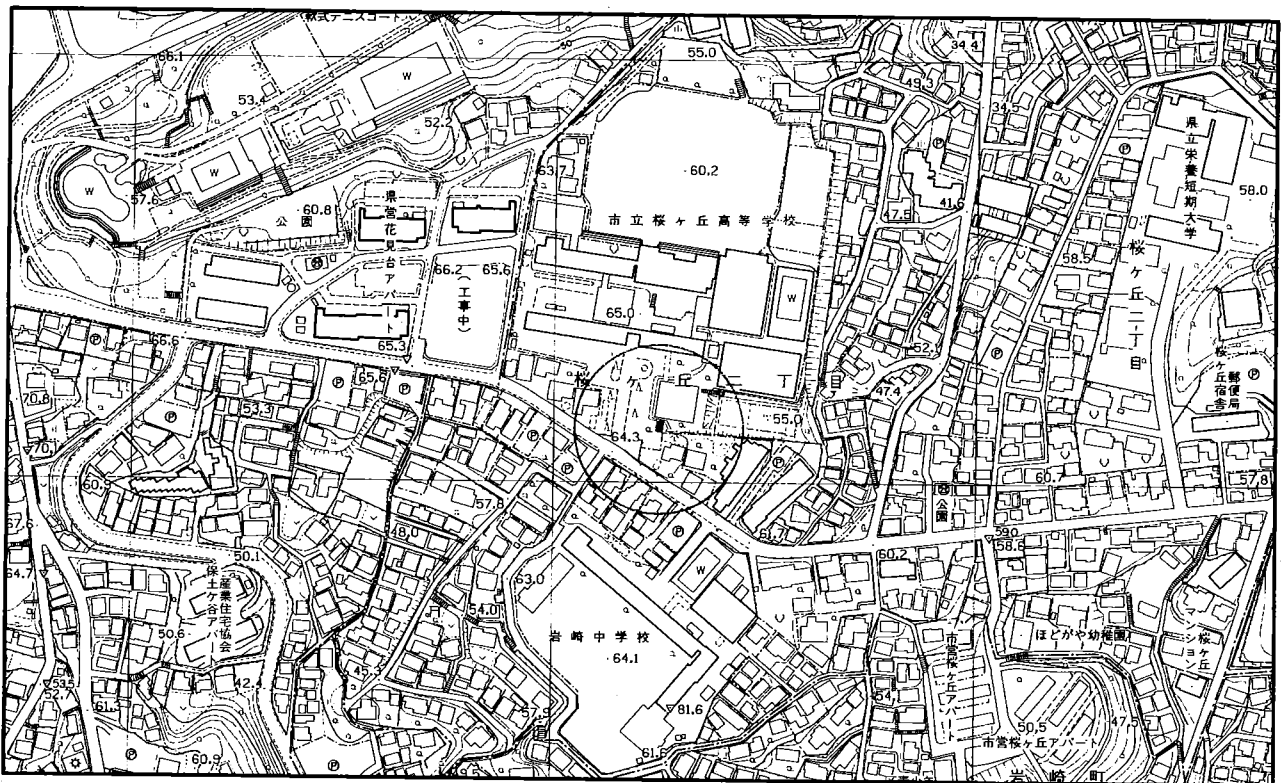 軟式テニスコート
66.1
53.4
W
52.2
55.0
34.4
49.3
34.5
W
57.6
W
60.8
公園
県営花見台アパート
63.7
60.2
市立桜ヶ丘高等学校
47.5
41.6
P
P
県立栄養短期大学
58.0
58.5
桜ヶ丘二丁目
66.2
65.6
(工事中)
65.0
W
66.6
65.3
65.6
P
P
P
P
70.8
53.3
桜ヶ丘二丁目
64.3
55.0
47.4
52.
P
郵便局
桜ヶ丘宿舎
P
60.9
57.8
48.0
P
P
P
P
60.7
公園
57.8
67.6
64.7
50.1
産業住宅協会
保土ヶ谷アパート
50.6
63.0
54.0
W
61.7
60.2
59.0
58.8
岩崎中学校
64.1
市営桜ヶ丘アパート
ほどがや幼稚園
桜ヶ丘
マンション
53.5
52.7
61.
42.4
45.
81.6
54.
50.5
47.5
市営桜ヶ丘アパート
P
60.9
P
57.9
61.6
岩崎町